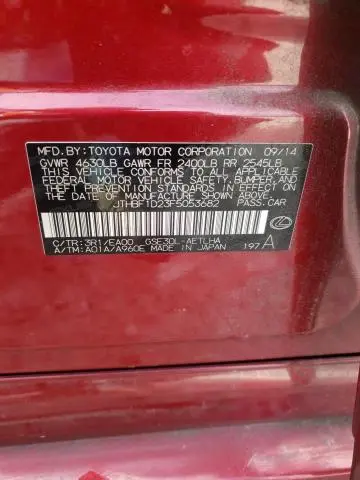 MFD.BY:TOYOTA MOTOR CORPORATION 09/14
GVWR 4630LB GAWR FR 2400LB RR 2545LB
THIS VEHICLE CONFORMS TO ALL APPLICABLE
FEDERAL MOTOR VEHICLE SAFETY, BUMPER, AND
THEFT PREVENTION STANDARDS IN EFFECT ON THE
DATE OF MANUFACTURE SHOWN ABOVE.
JTHBF1D23F5053682 PASS.CAR
C/TR:3R1/EA00 GSE30L-AETLHA
A/TM:A01A/A960E MADE IN JAPAN 197 A